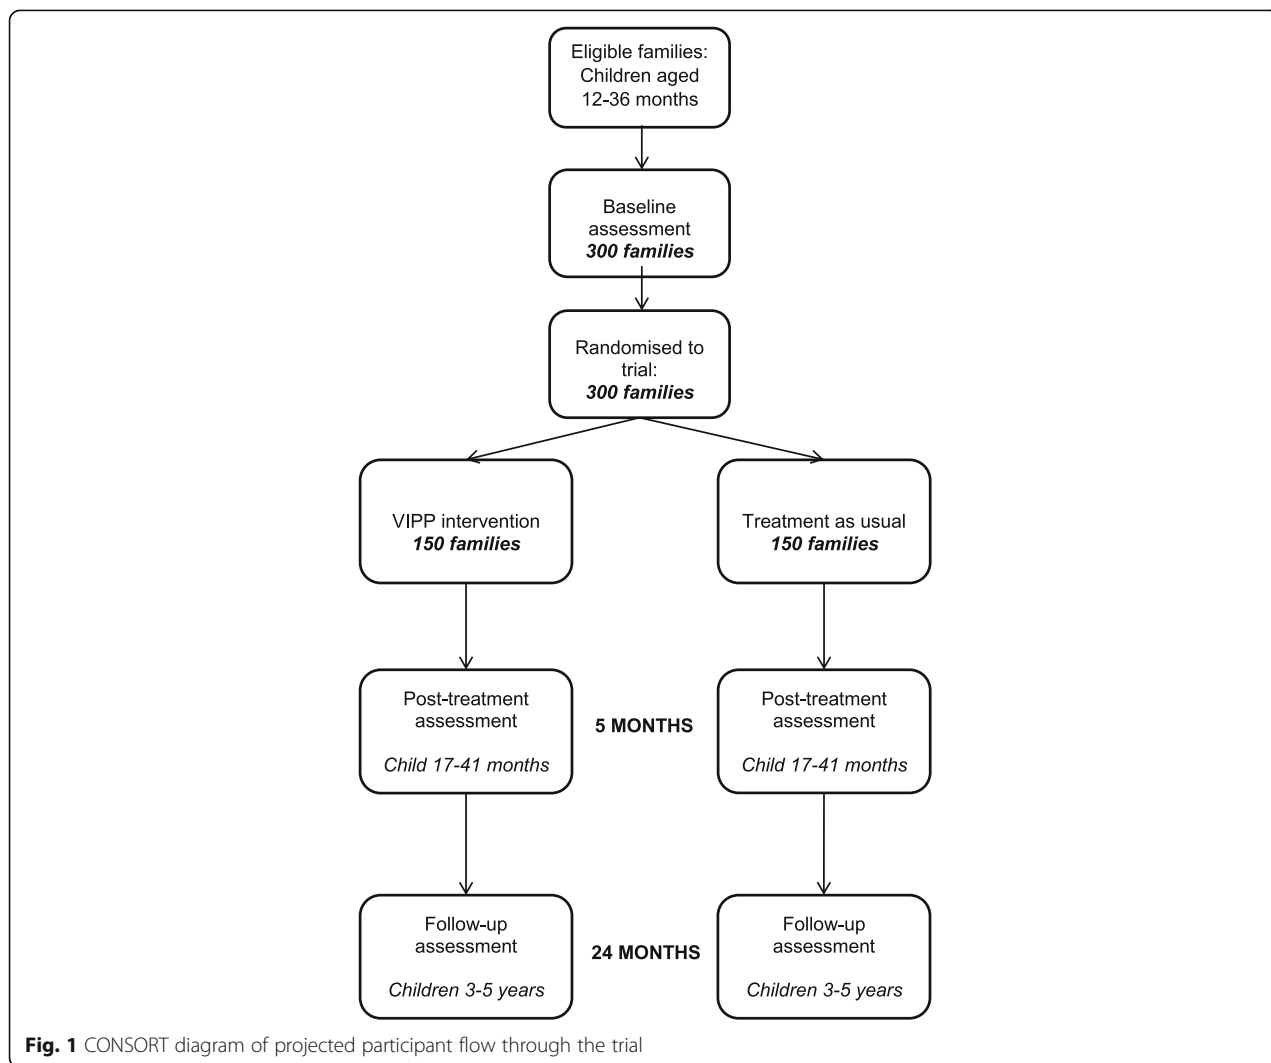 Eligible families:
Children aged
12-36 months
Baseline
assessment
300 families
Randomised to
trial:
300 families
VIPP intervention
150 families
Treatment as usual
150 families
Post-treatment
assessment
Child 17-41 months
5 MONTHS
Post-treatment
assessment
Child 17-41 months
Follow-up
assessment
Children 3-5 years
24 MONTHS
Follow-up
assessment
Children 3-5 years
Fig. 1 CONSORT diagram of projected participant flow through the trial